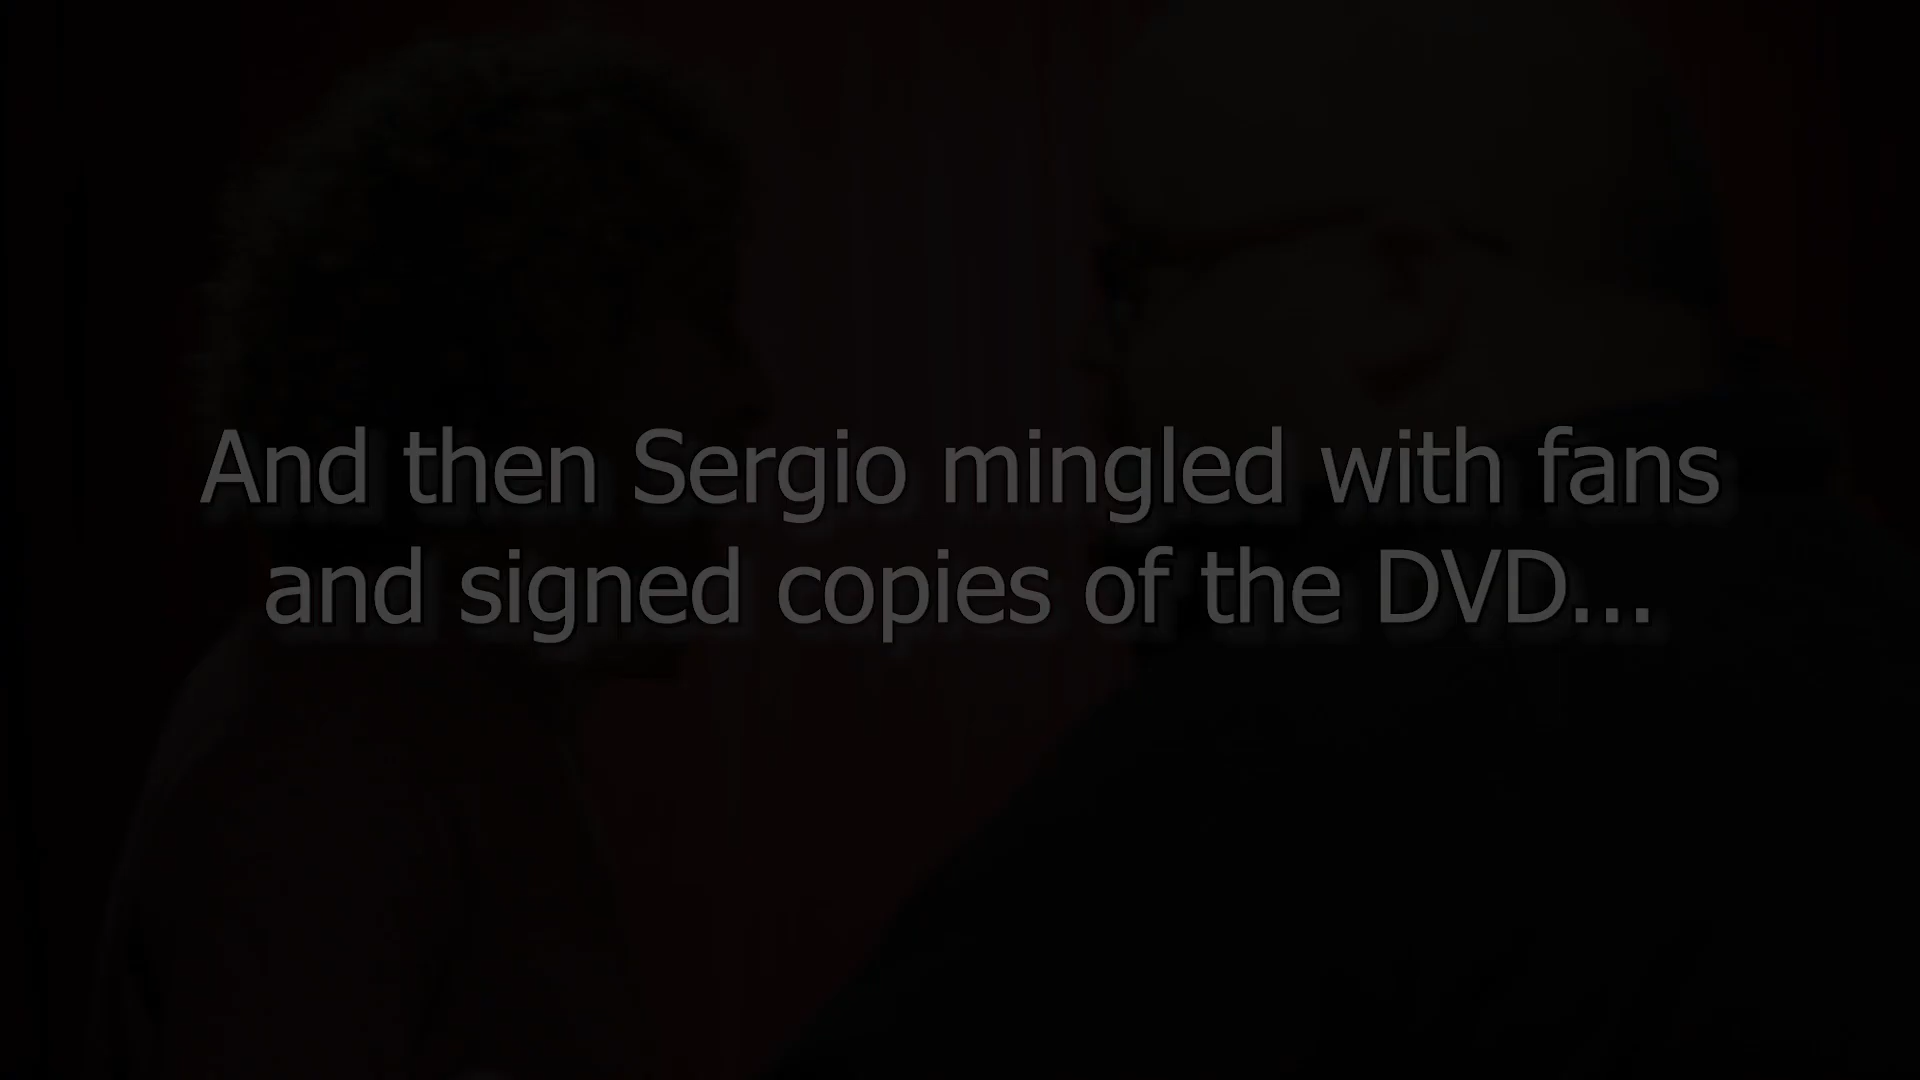 And then Sergio mingled with fans
and signed copies of the DVD...